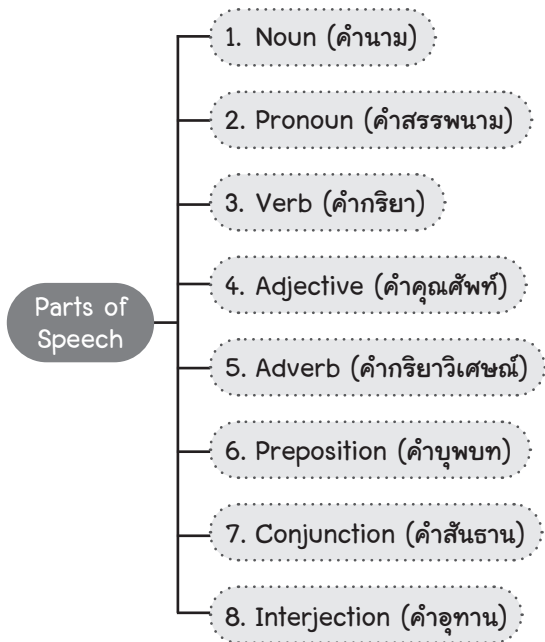 1. Noun (คำนาม)
2. Pronoun (คำสรรพนาม)
3. Verb (คำกริยา)
4. Adjective (คำคุณศัพท์)
Parts of
Speech
5. Adverb (คำกริยาวิเศษณ์)
6. Preposition (คำบุพบท)
7. Conjunction (คำสันธาน)
8. Interjection (คำอุทาน)